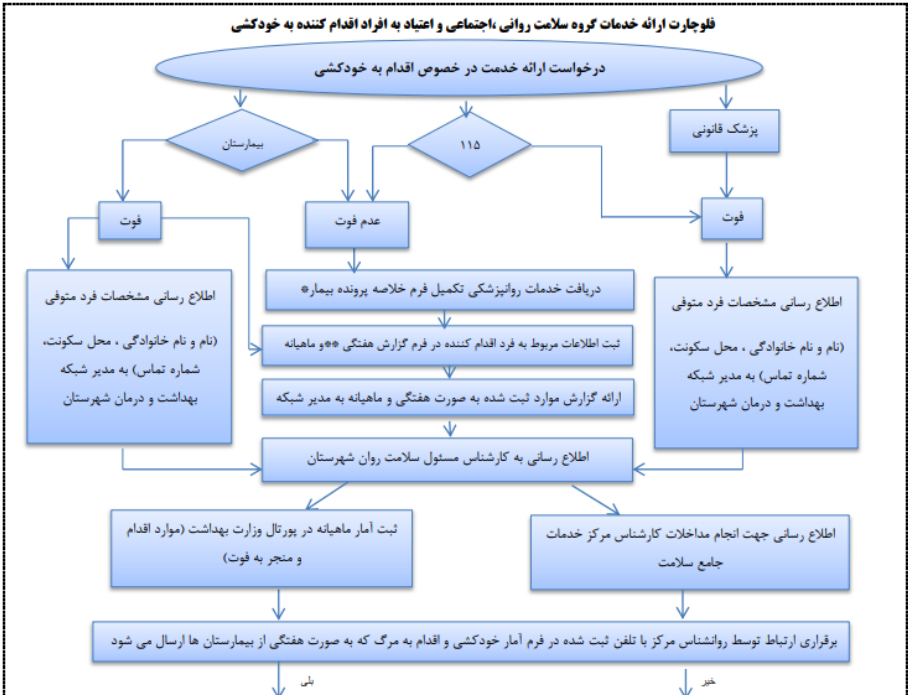 فلوچارت ارائه خدمات گروه سلامت روانی ،اجتماعی و اعتیاد به افراد اقدام کننده به خودکشی
درخواست ارائه خدمت در خصوص اقدام به خودکشی
پزشک قانونی
۱۱۵
بیمارستان
فوت
عدم فوت
فوت
دریافت خدمات روانپزشکی تکمیل فرم خلاصه پرونده بیمار*
اطلاع رسانی مشخصات فرد متوفی
(نام و نام خانوادگی ، محل سکونت،
شماره تماس) به مدیر شبکه
بهداشت و درمان شهرستان
ثبت اطلاعات مربوط به فرد اقدام کننده در فرم گزارش هفتگی **و ماهیانه
اطلاع رسانی مشخصات فرد متوفی
(نام و نام خانوادگی ، محل سکونت،
شماره تماس) به مدیر شبکه
بهداشت و درمان شهرستان
ارائه گزارش موارد ثبت شده به صورت هفتگی و ماهیانه به مدیر شبکه
اطلاع رسانی به کارشناس مسئول سلامت روان شهرستان
اطلاع رسانی جهت انجام مداخلات کارشناس مرکز خدمات
جامع سلامت
ثبت آمار ماهیانه در پورتال وزارت بهداشت (موارد اقدام
و منجر به فوت)
برقراری ارتباط توسط روانشناس مرکز با تلفن ثبت شده در فرم آمار خودکشی و اقدام به مرگ که به صورت هفتگی از بیمارستان ها ارسال می شود
خیر
بلی